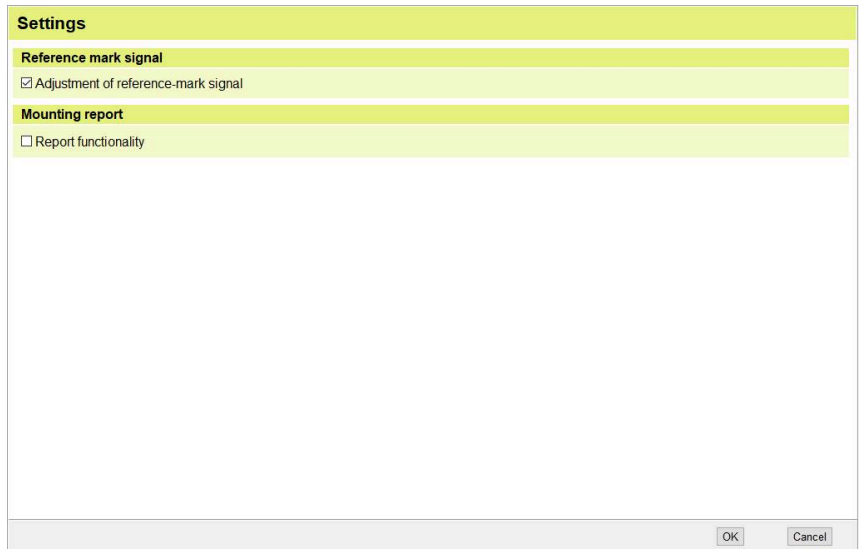 Settings
Reference mark signal
Adjustment of reference-mark signal
Mounting report
Report functionality
OK Cancel